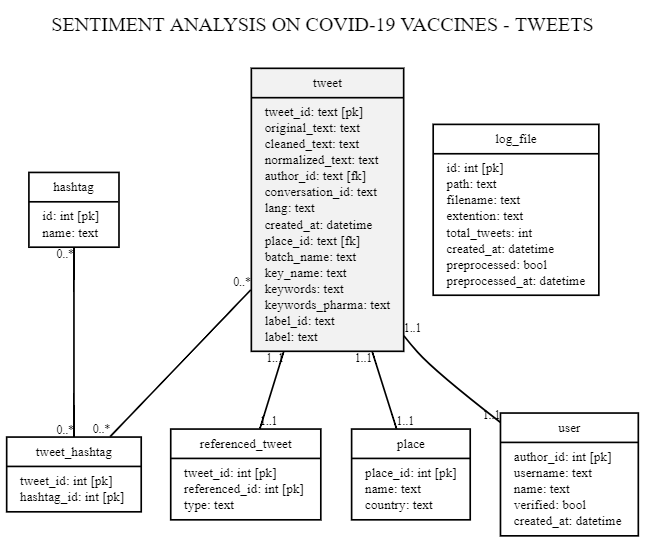 SENTIMENT ANALYSIS ON COVID-19 VACCINES - TWEETS
tweet
tweet_id: text [pk]
original_text: text
cleaned_text: text
normalized_text: text
author_id: text [fk]
conversation_id: text
lang: text
created_at: datetime
place_id: text [fk]
batch_name: text
key_name: text
keywords: text
keywords_pharma: text
label_id: text
label: text
log_file
id: int [pk]
path: text
filename: text
extention: text
total_tweets: int
created_at: datetime
preprocessed: bool
preprocessed_at: datetime
hashtag
id: int [pk]
name: text
0..*
0..*
1..1
1..1
1..1
0..*
0..*
1..1
1..1
1..1
tweet_hashtag
tweet_id: int [pk]
hashtag_id: int [pk]
referenced_tweet
tweet_id: int [pk]
referenced_id: int [pk]
type: text
place
place_id: int [pk]
name: text
country: text
user
author_id: int [pk]
username: text
name: text
verified: bool
created_at: datetime